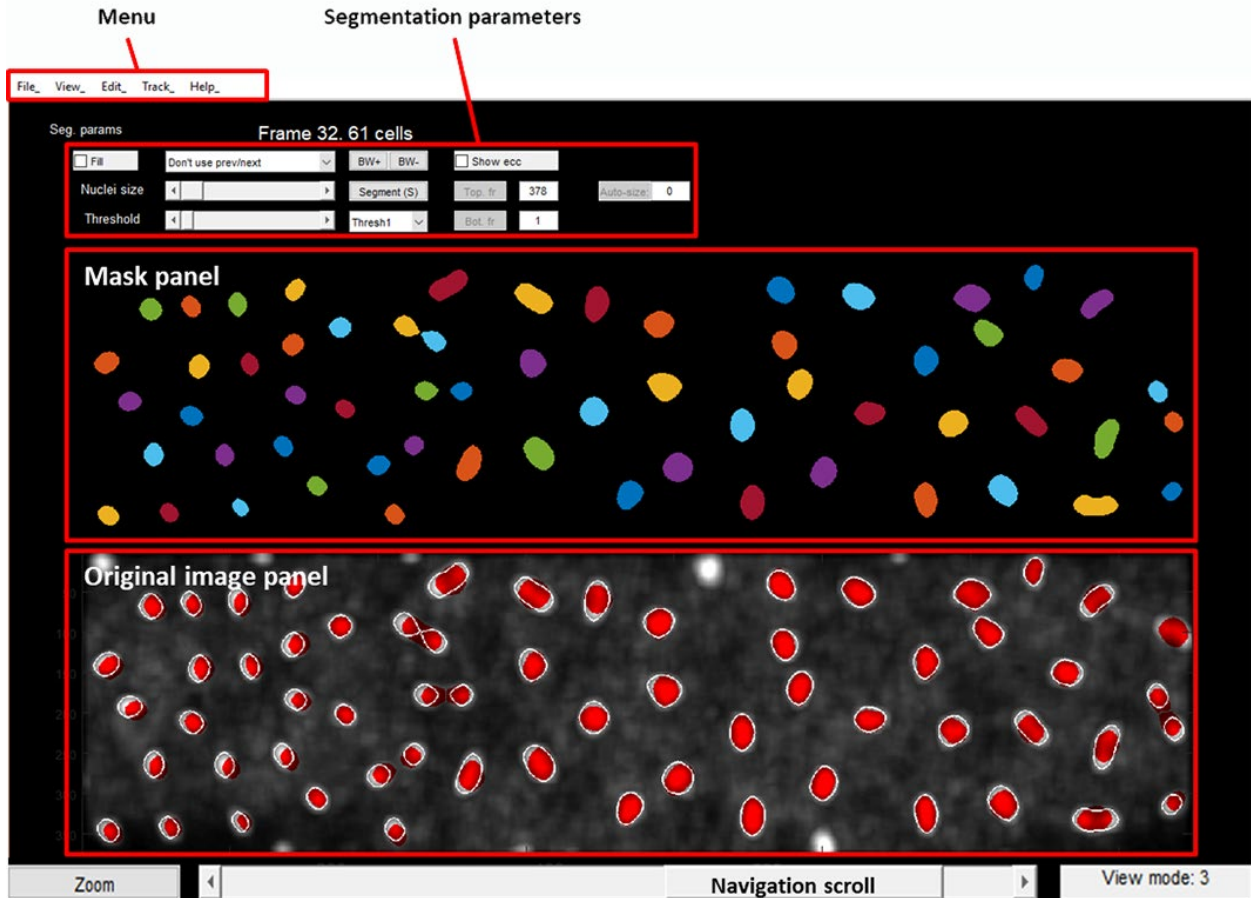 Menu Segmentation parameters
File_ View_ Edit_ Track_ Help_
Seg. params Frame 32. 61 cells
Fill Don't use prev/next BW+ BW- Show ecc
Nuclei size Segment (S) Top. fr 378 Auto-size: 0
Threshold Thresh1 Bot. fr 1
Mask panel
Original image panel
Zoom Navigation scroll View mode: 3